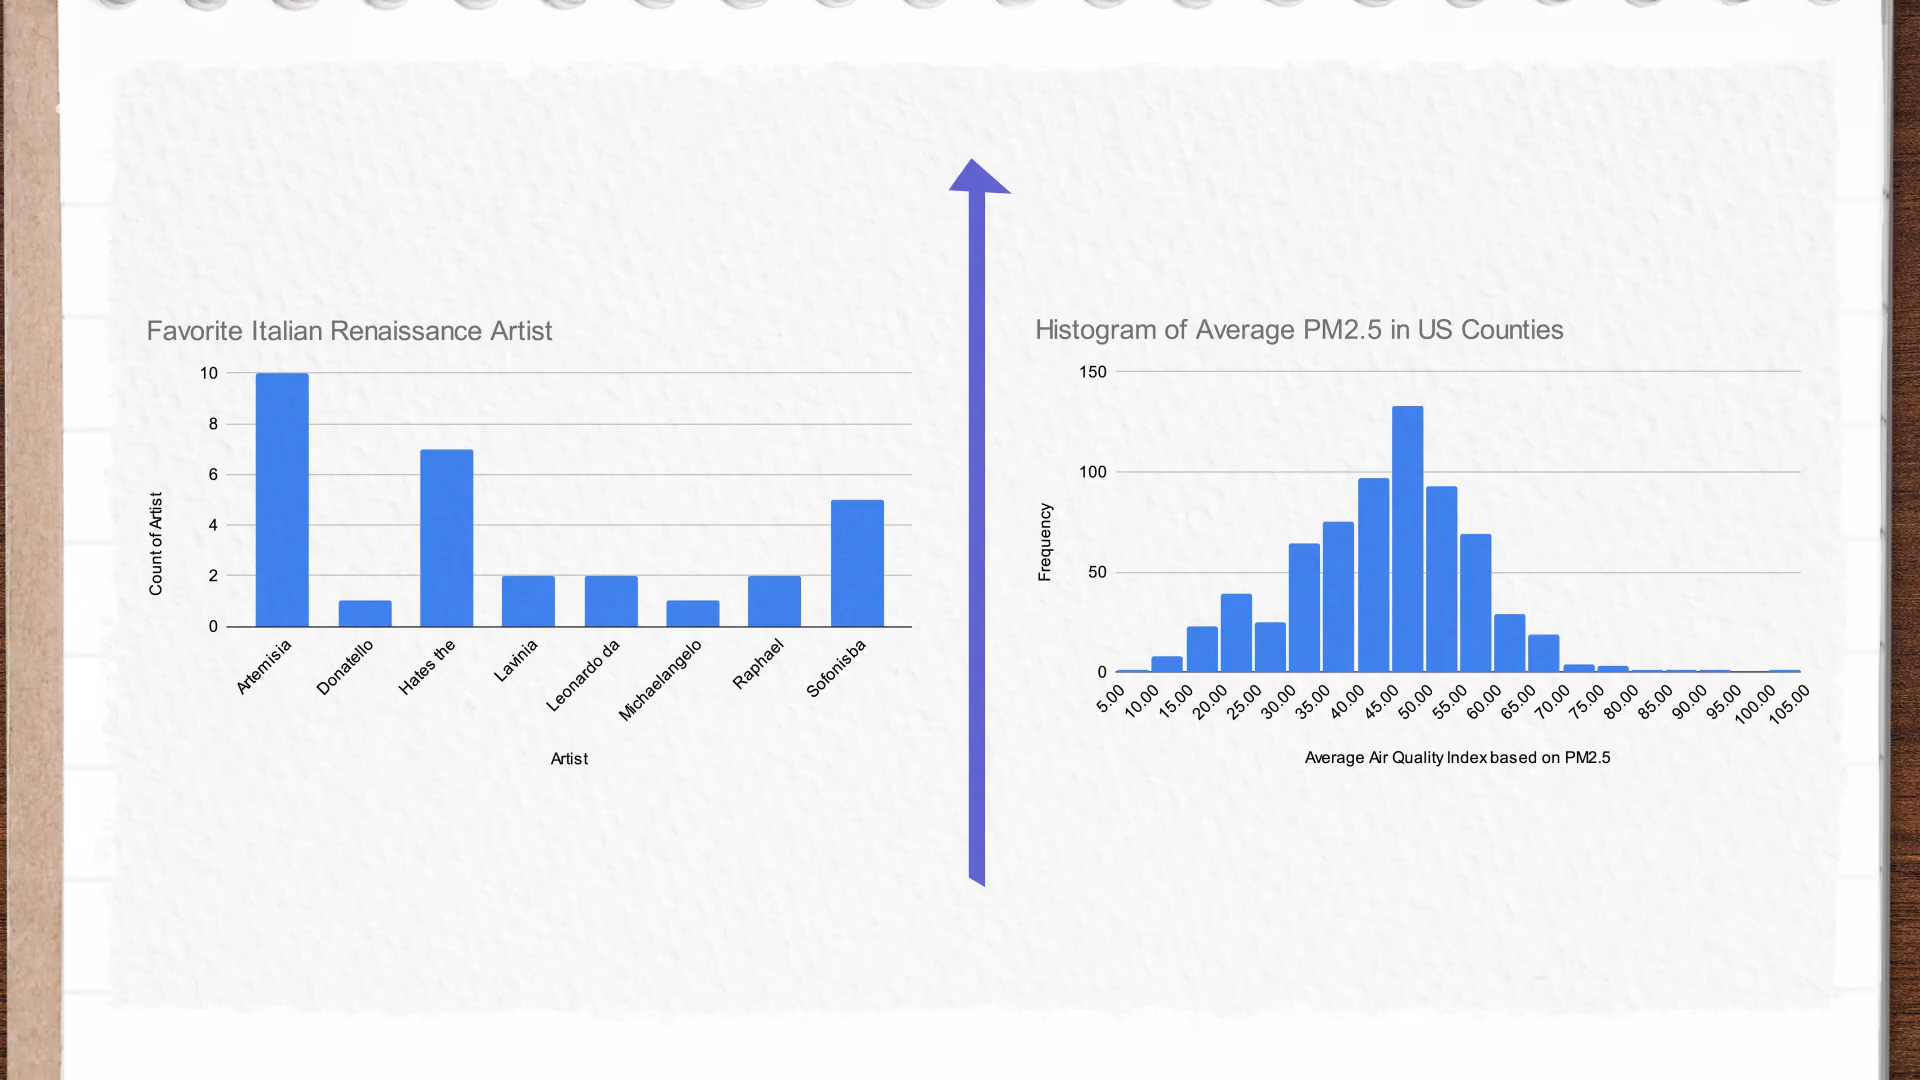 Favorite Italian Renaissance Artist
10
8
6
4
2
0
Count of Artist
Artemisia
Donatello
Hates the
Lavinia
Leonardo da
Michaelangelo
Raphael
Sofonisba
Artist
Histogram of Average PM2.5 in US Counties
150
100
50
0
Frequency
5.00
10.00
15.00
20.00
25.00
30.00
35.00
40.00
45.00
50.00
55.00
60.00
65.00
70.00
75.00
80.00
85.00
90.00
95.00
100.00
105.00
Average Air Quality Index based on PM2.5